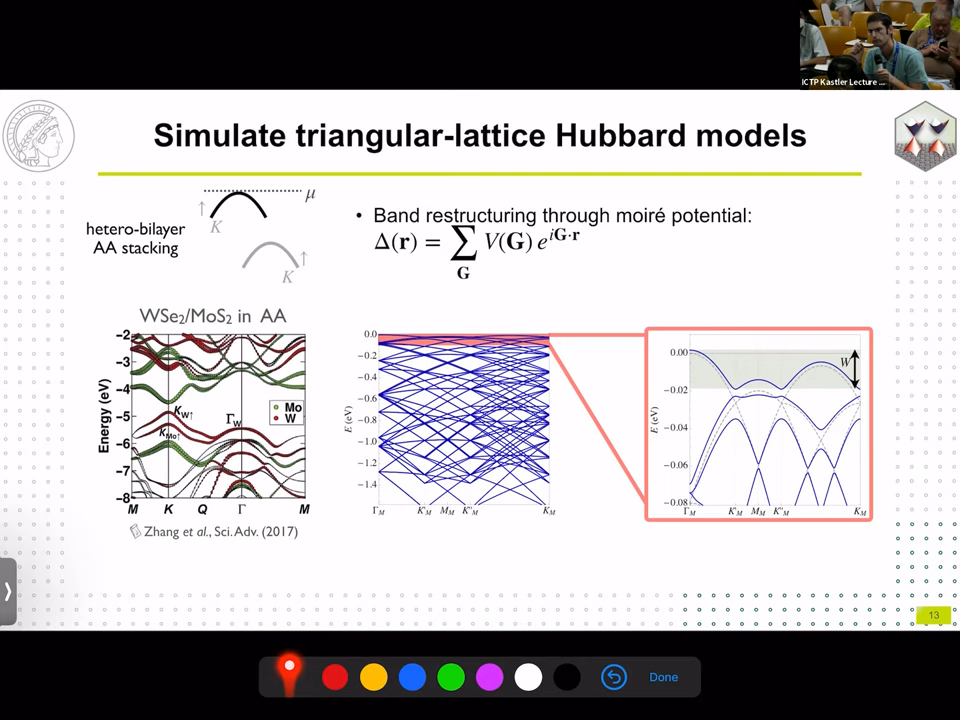 ICTP Kastler Lecture ...
Simulate triangular-lattice Hubbard models
μ
↑
K
hetero-bilayer
AA stacking
↑
K
• Band restructuring through moiré potential:
Δ(r) = ∑ V(G) e^{iG·r}
G
WSe₂/MoS₂ in AA
Energy (eV)
-2
-3
-4
-5
-6
-7
-8
K_W↑
K_Mo↑
Γ_W
Mo
W
M K Q Γ M
Zhang et al., Sci. Adv. (2017)
E (eV)
0.0
−0.2
−0.4
−0.6
−0.8
−1.0
−1.2
−1.4
Γ_M K'_M M_M K''_M K_M
E (eV)
0.00
−0.02
−0.04
−0.06
−0.08
W
Γ_M K'_M M_M K''_M K_M
13
Done